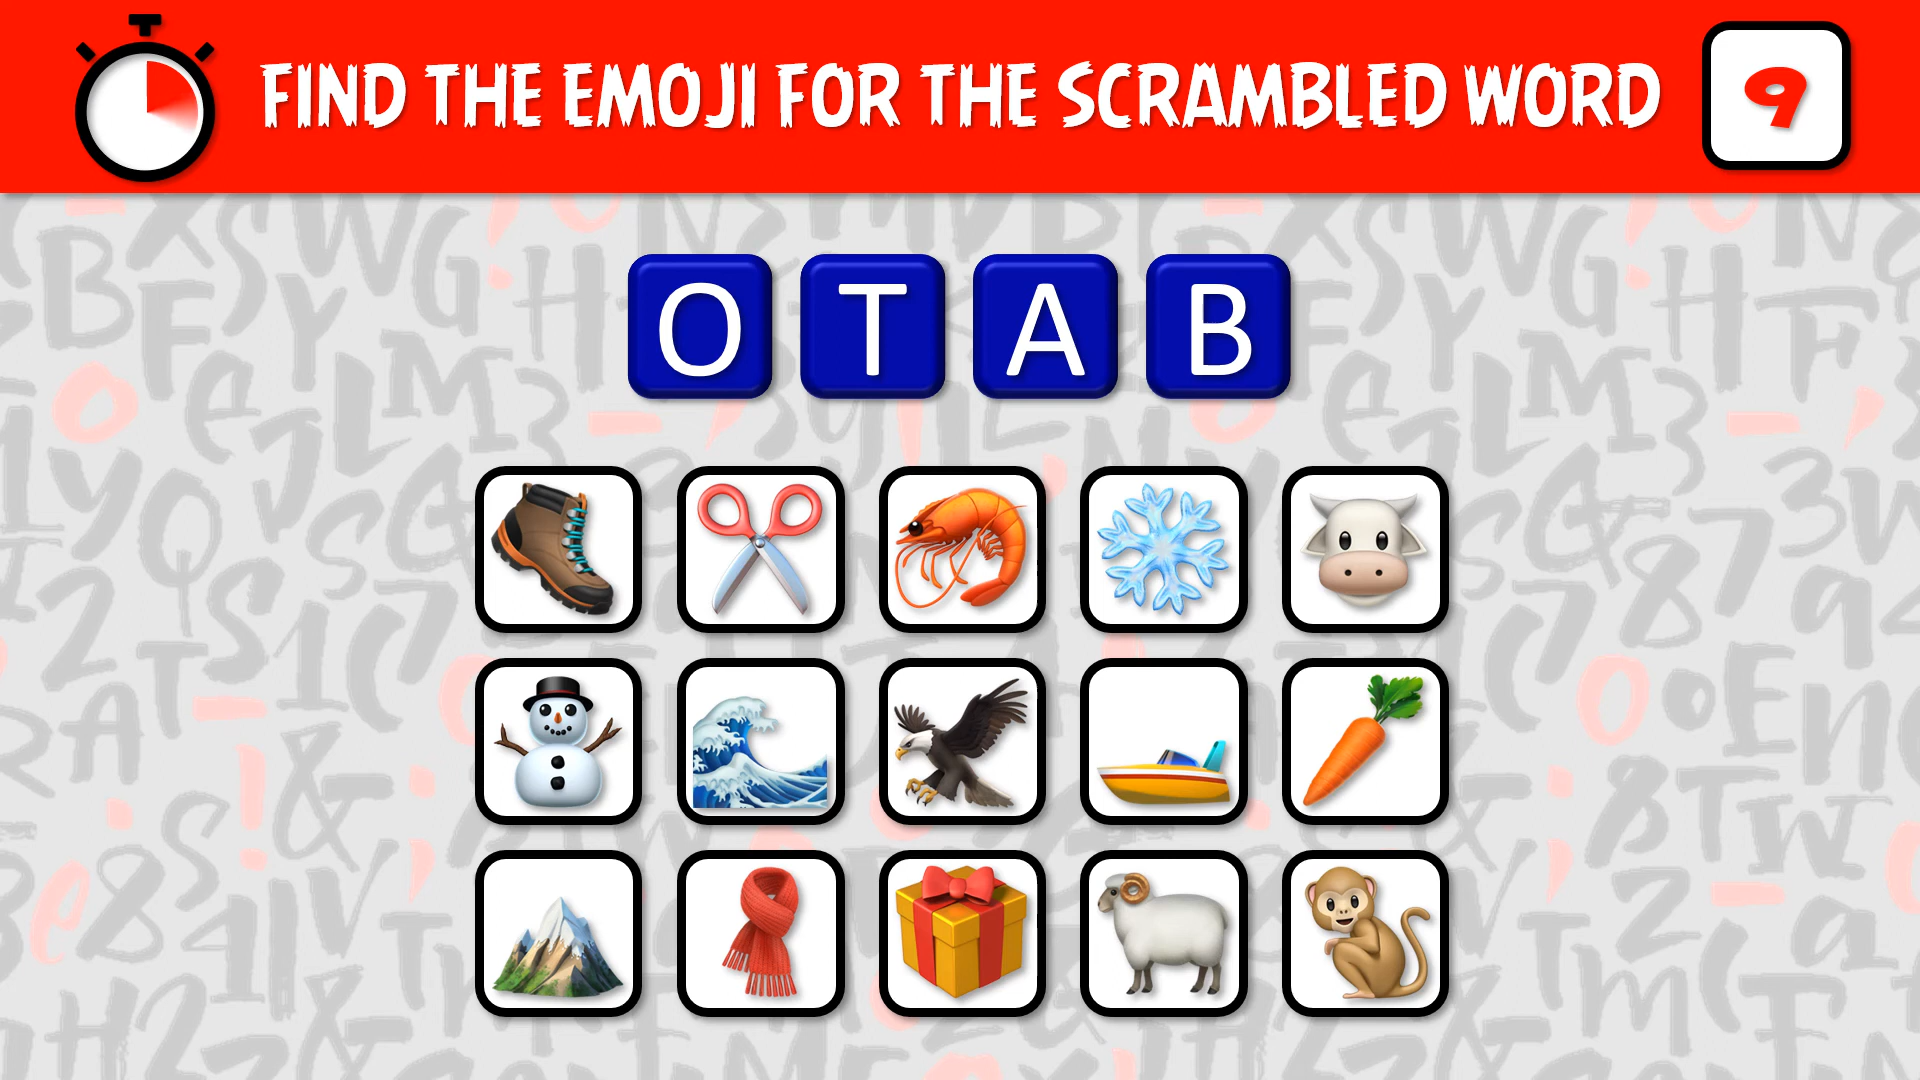 FIND THE EMOJI FOR THE SCRAMBLED WORD
9
O T A B